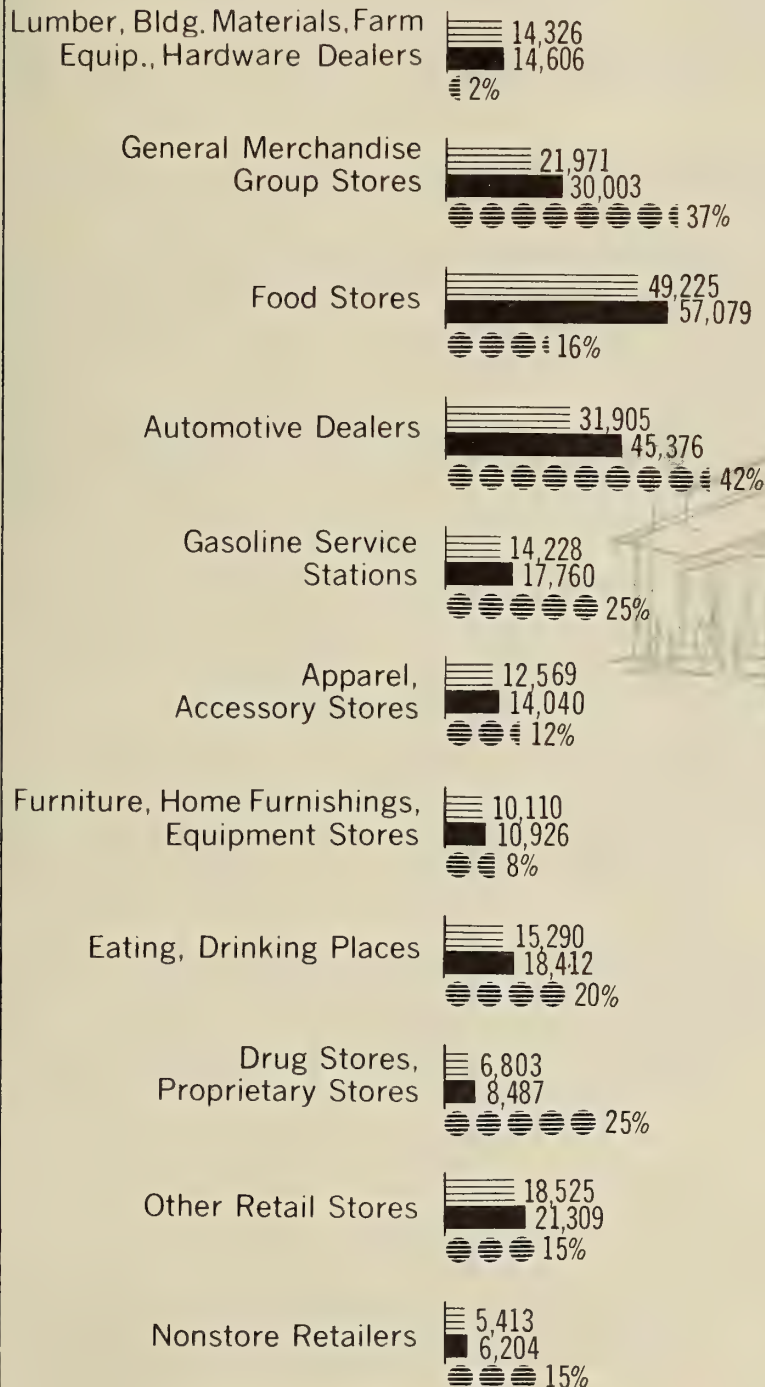 Lumber, Bldg. Materials, Farm
Equip., Hardware Dealers
14,326
14,606
2%
General Merchandise
Group Stores
21,971
30,003
37%
Food Stores
49,225
57,079
16%
Automotive Dealers
31,905
45,376
42%
Gasoline Service
Stations
14,228
17,760
25%
Apparel,
Accessory Stores
12,569
14,040
12%
Furniture, Home Furnishings,
Equipment Stores
10,110
10,926
8%
Eating, Drinking Places
15,290
18,412
20%
Drug Stores,
Proprietary Stores
6,803
8,487
25%
Other Retail Stores
18,525
21,309
15%
Nonstore Retailers
5,413
6,204
15%